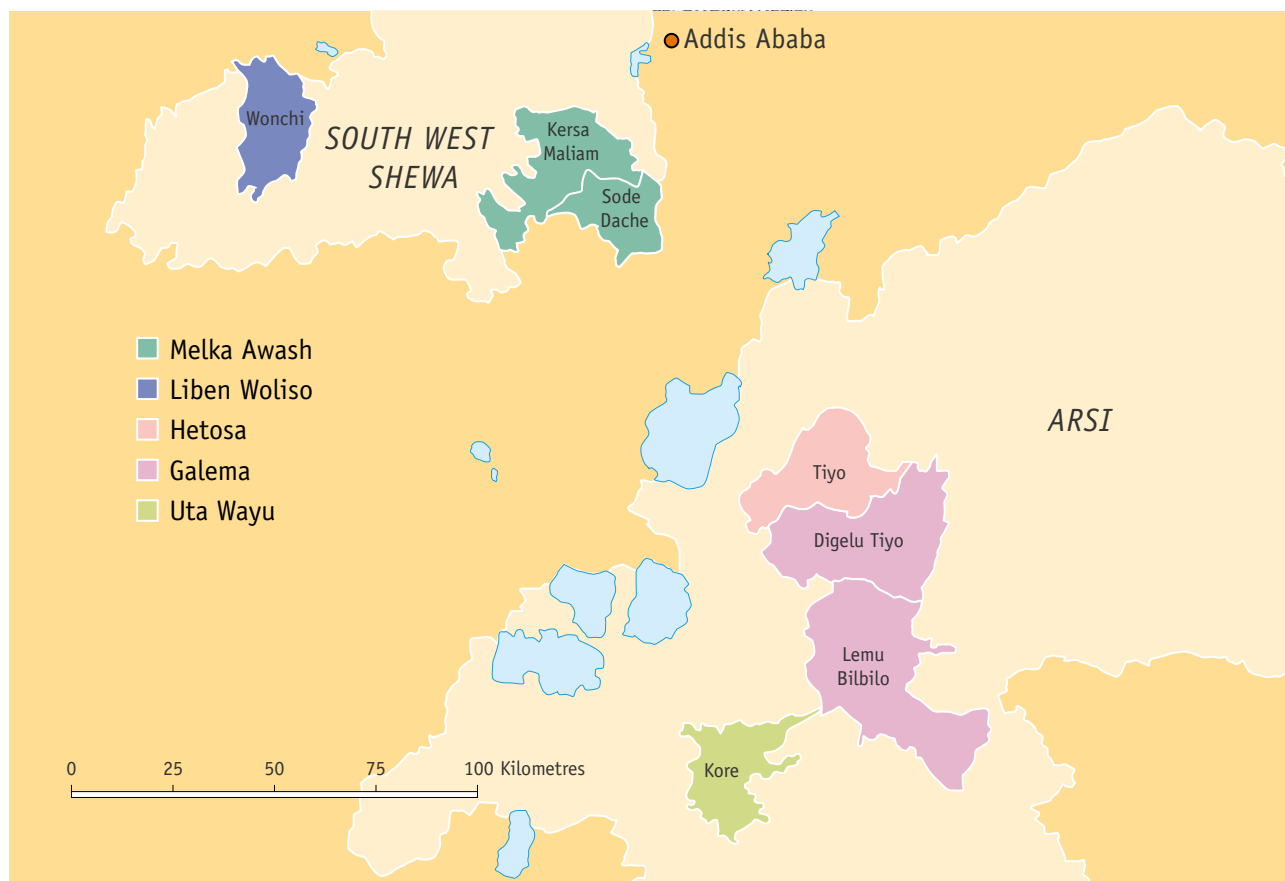 Addis Ababa
Wonchi
SOUTH WEST
SHEWA
Kersa
Maliam
Sode
Dache
Melka Awash
Liben Woliso
Hetosa
Galema
Uta Wayu
ARSI
Tiyo
Digelu Tiyo
Lemu
Bilbilo
Kore
0 25 50 75 100 Kilometres